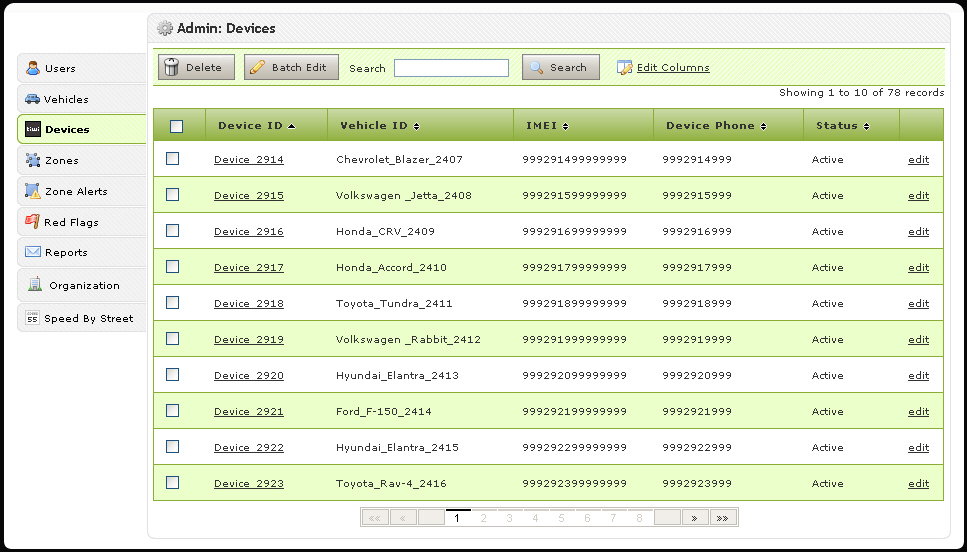 Admin: Devices
Users
Vehicles
tiwi Devices
Zones
Zone Alerts
Red Flags
Reports
Organization
55 Speed By Street
Delete Batch Edit Search Search Edit Columns
Showing 1 to 10 of 78 records
Device ID Vehicle ID IMEI Device Phone Status
Device_2914 Chevrolet_Blazer_2407 999291499999999 9992914999 Active edit
Device_2915 Volkswagen _Jetta_2408 999291599999999 9992915999 Active edit
Device_2916 Honda_CRV_2409 999291699999999 9992916999 Active edit
Device_2917 Honda_Accord_2410 999291799999999 9992917999 Active edit
Device_2918 Toyota_Tundra_2411 999291899999999 9992918999 Active edit
Device_2919 Volkswagen _Rabbit_2412 999291999999999 9992919999 Active edit
Device_2920 Hyundai_Elantra_2413 999292099999999 9992920999 Active edit
Device_2921 Ford_F-150_2414 999292199999999 9992921999 Active edit
Device_2922 Hyundai_Elantra_2415 999292299999999 9992922999 Active edit
Device_2923 Toyota_Rav-4_2416 999292399999999 9992923999 Active edit
«« « 1 2 3 4 5 6 7 8 » »»